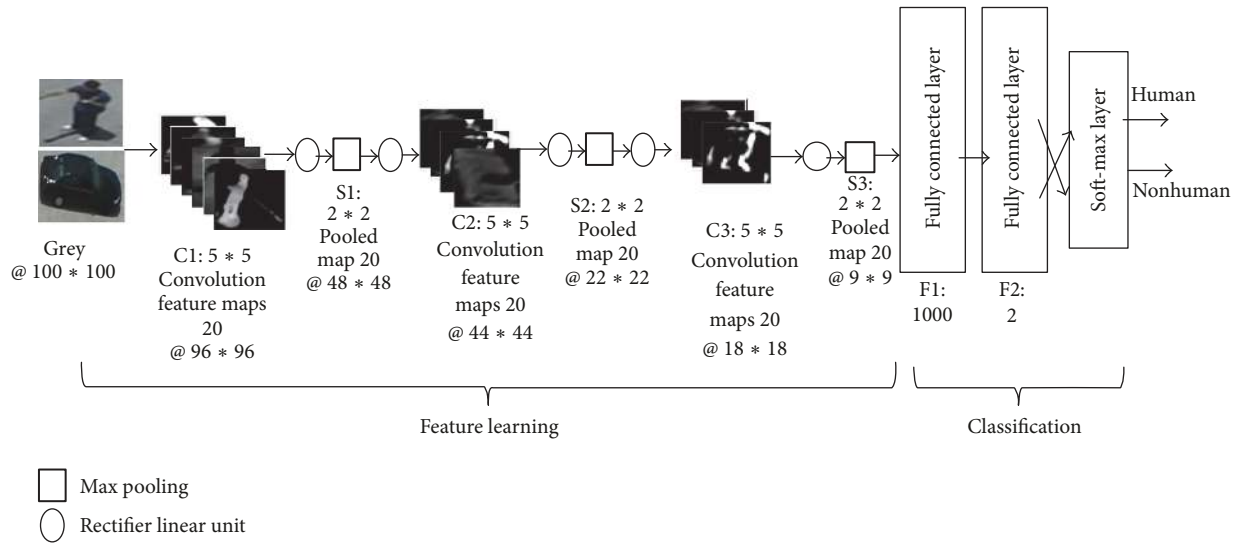 Grey
@ 100 ∗ 100
C1: 5 ∗ 5
Convolution
feature maps
20
@ 96 ∗ 96
S1:
2 ∗ 2
Pooled
map 20
@ 48 ∗ 48
C2: 5 ∗ 5
Convolution
feature
maps 20
@ 44 ∗ 44
S2: 2 ∗ 2
Pooled
map 20
@ 22 ∗ 22
C3: 5 ∗ 5
Convolution
feature
maps 20
@ 18 ∗ 18
S3:
2 ∗ 2
Pooled
map 20
@ 9 ∗ 9
Fully connected layer
F1:
1000
Fully connected layer
F2:
2
Soft-max layer
Human
Nonhuman
Feature learning
Classification
Max pooling
Rectifier linear unit